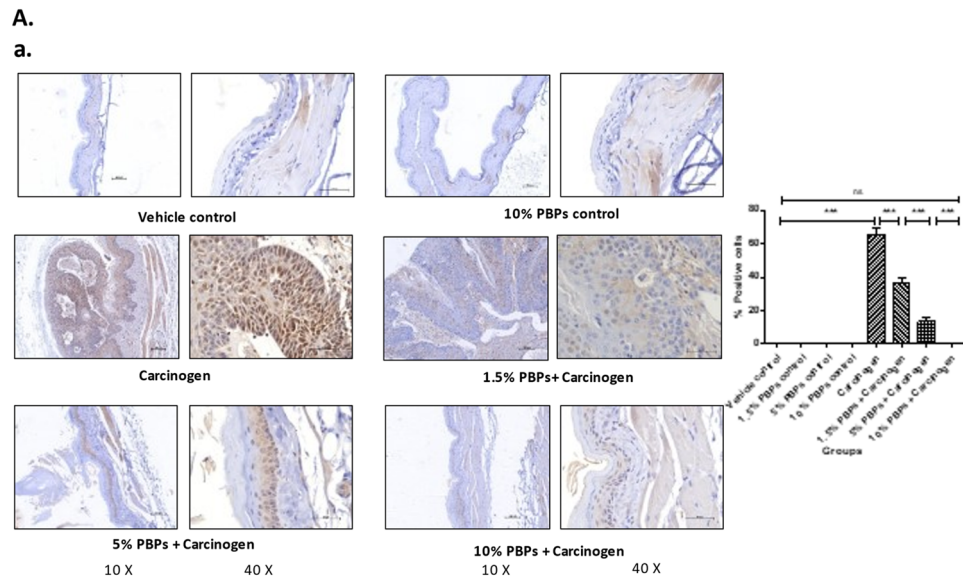 A.
a.
Vehicle control
10% PBPs control
Carcinogen
1.5% PBPs+ Carcinogen
5% PBPs + Carcinogen
10% PBPs + Carcinogen
10 X
40 X
10 X
40 X
ns
***
***
***
***
% Positive cells
80
60
40
20
0
Vehicle control
1.5% PBPs control
5% PBPs control
10% PBPs control
Carcinogen
1.5% PBPs + Carcinogen
5% PBPs + Carcinogen
10% PBPs + Carcinogen
Groups